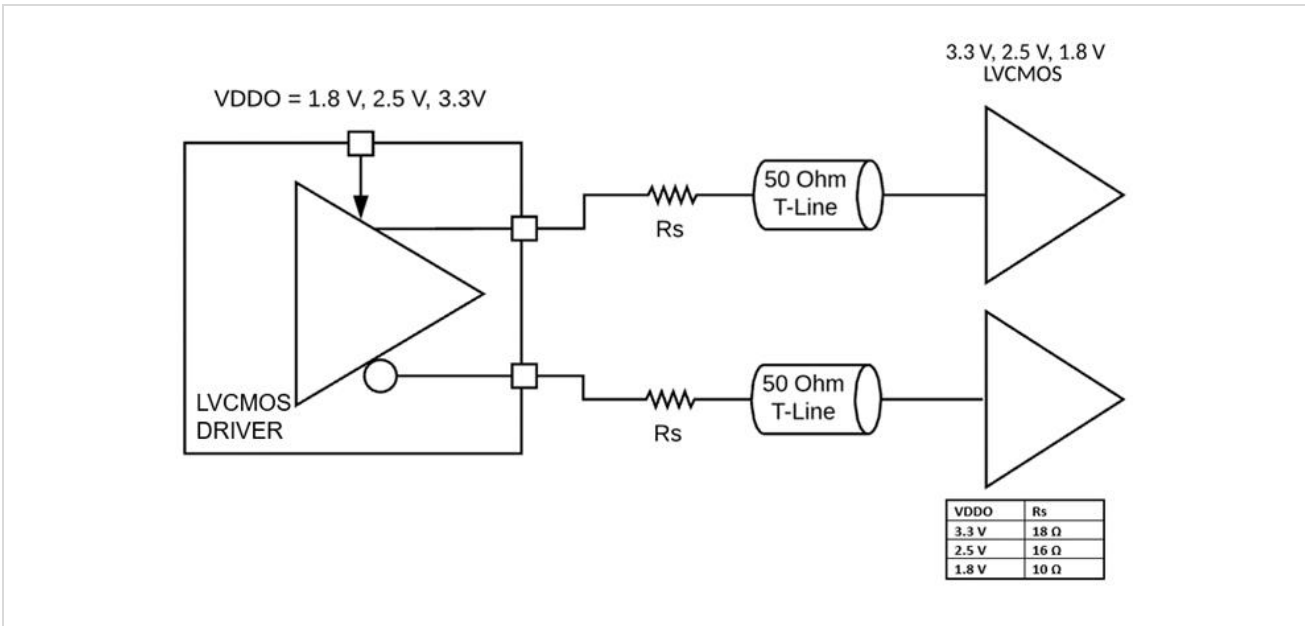 3.3 V, 2.5 V, 1.8 V
LVCMOS
VDDO = 1.8 V, 2.5 V, 3.3V
50 Ohm
T-Line
Rs
50 Ohm
T-Line
Rs
LVCMOS
DRIVER
VDDO Rs
3.3 V 18 Ω
2.5 V 16 Ω
1.8 V 10 Ω